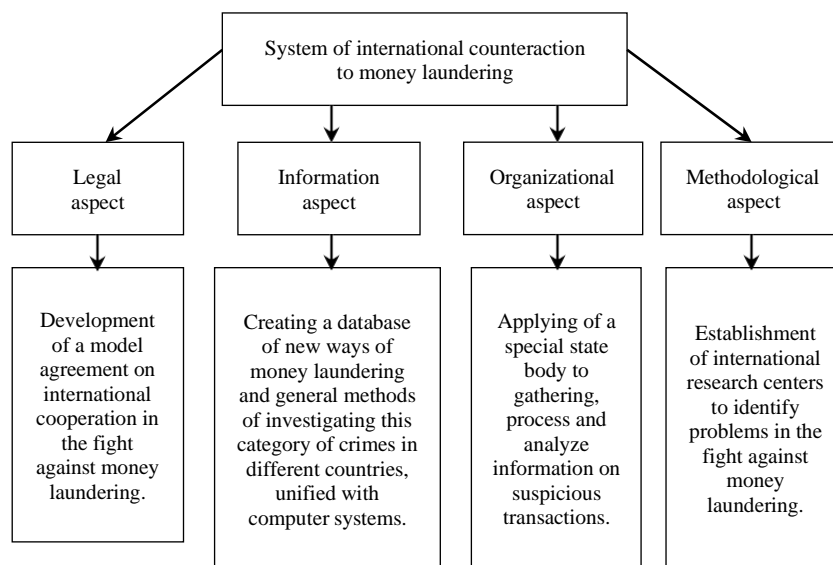 System of international counteraction
to money laundering
Legal
aspect
Information
aspect
Organizational
aspect
Methodological
aspect
Development
of a model
agreement on
international
cooperation in
the fight
against money
laundering.
Creating a database
of new ways of
money laundering
and general methods
of investigating this
category of crimes in
different countries,
unified with
computer systems.
Applying of a
special state
body to
gathering,
process and
analyze
information on
suspicious
transactions.
Establishment
of international
research centers
to identify
problems in the
fight against
money
laundering.